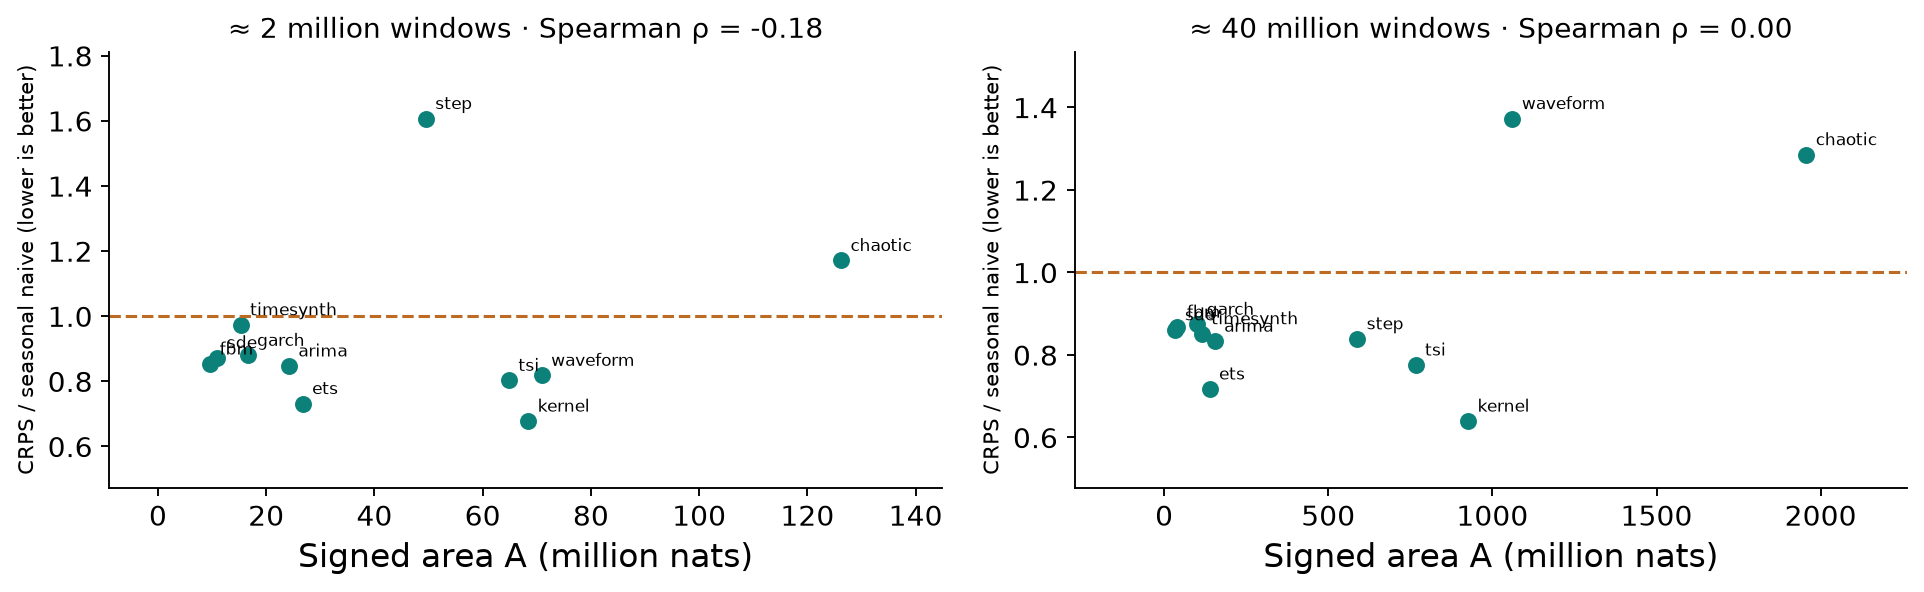 ≈ 2 million windows · Spearman ρ = -0.18
CRPS / seasonal naive (lower is better)
1.8
1.6
1.4
1.2
1.0
0.8
0.6
step
chaotic
timesynth
sde
garch
fbm
arima
ets
tsi
waveform
kernel
0
20
40
60
80
100
120
140
Signed area A (million nats)
≈ 40 million windows · Spearman ρ = 0.00
CRPS / seasonal naive (lower is better)
1.4
1.2
1.0
0.8
0.6
waveform
chaotic
fbm
garch
sde
timesynth
arima
step
tsi
ets
kernel
0
500
1000
1500
2000
Signed area A (million nats)